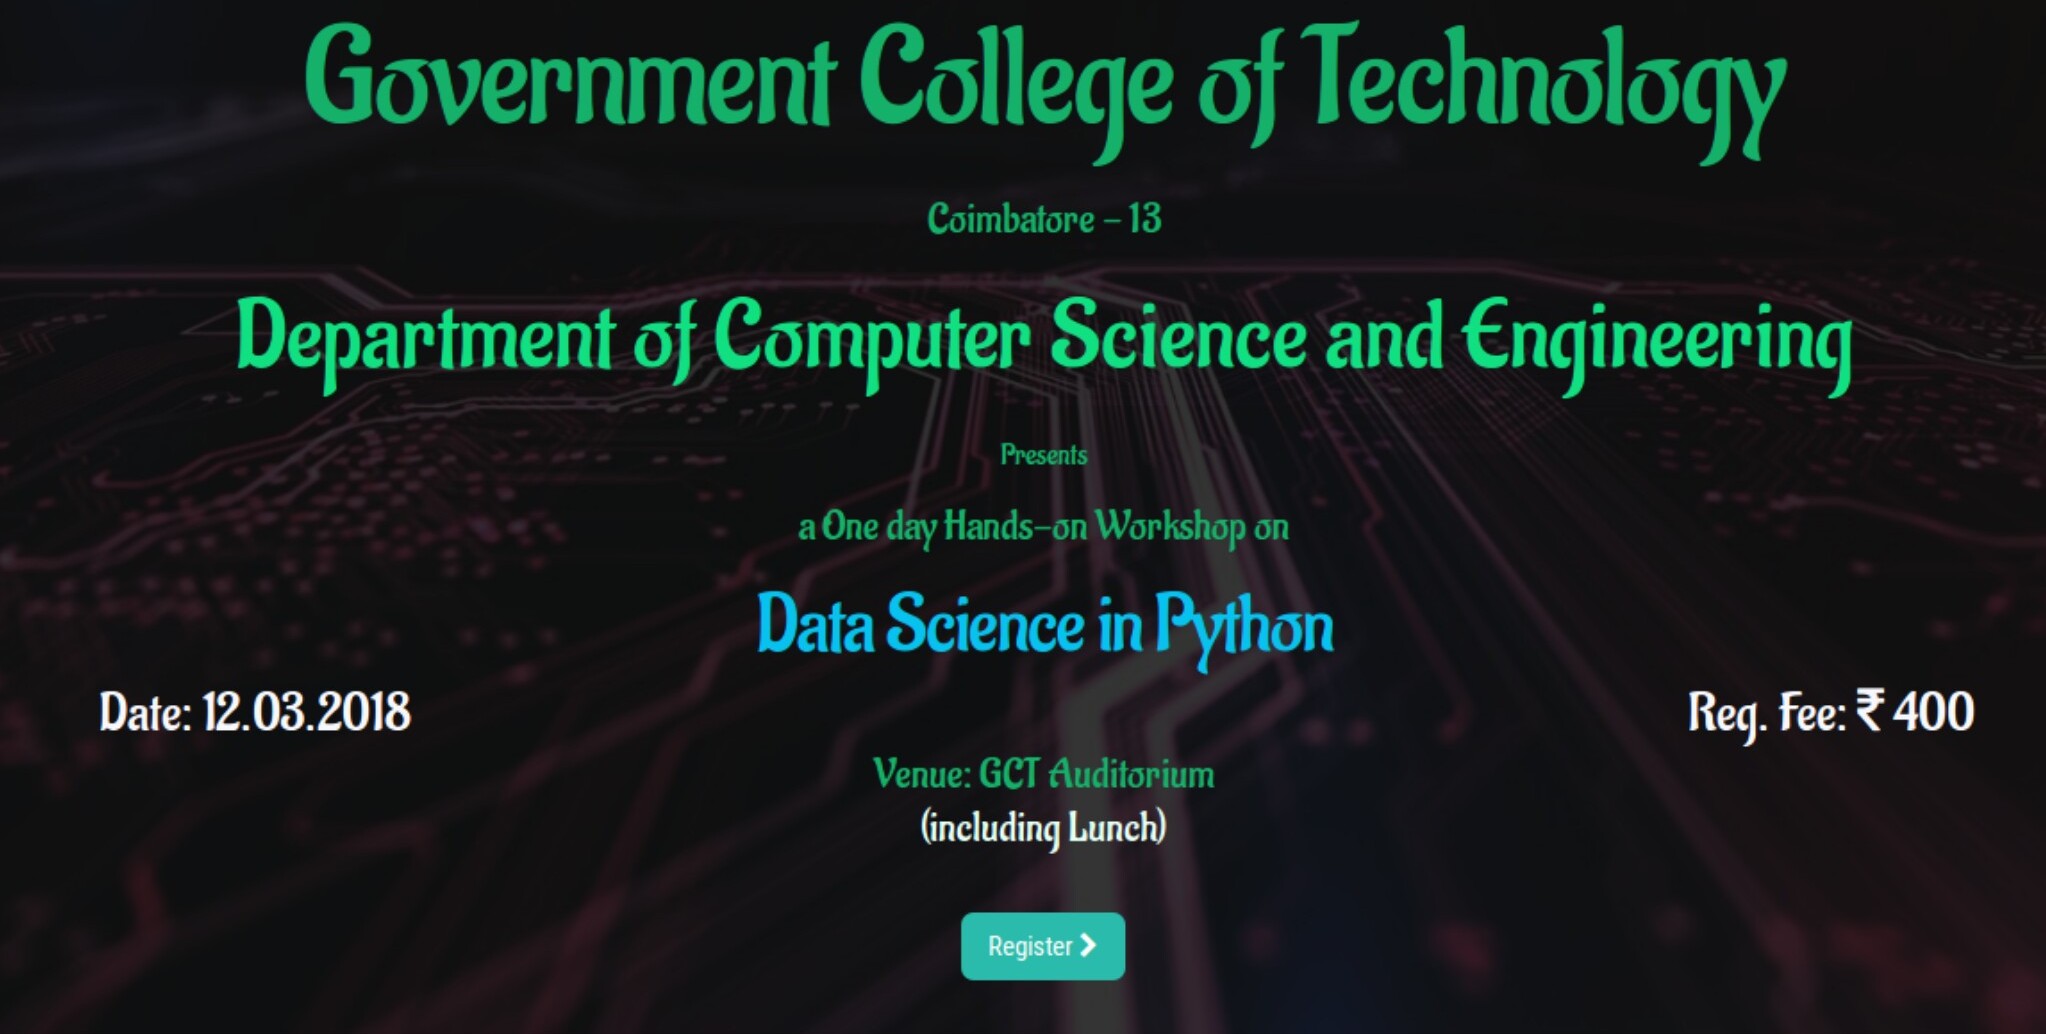 Government College of Technology
Coimbatore - 13
Department of Computer Science and Engineering
Presents
a One day Hands-on Workshop on
Data Science in Python
Date: 12.03.2018
Reg. Fee: ₹ 400
Venue: GCT Auditorium
(including Lunch)
Register